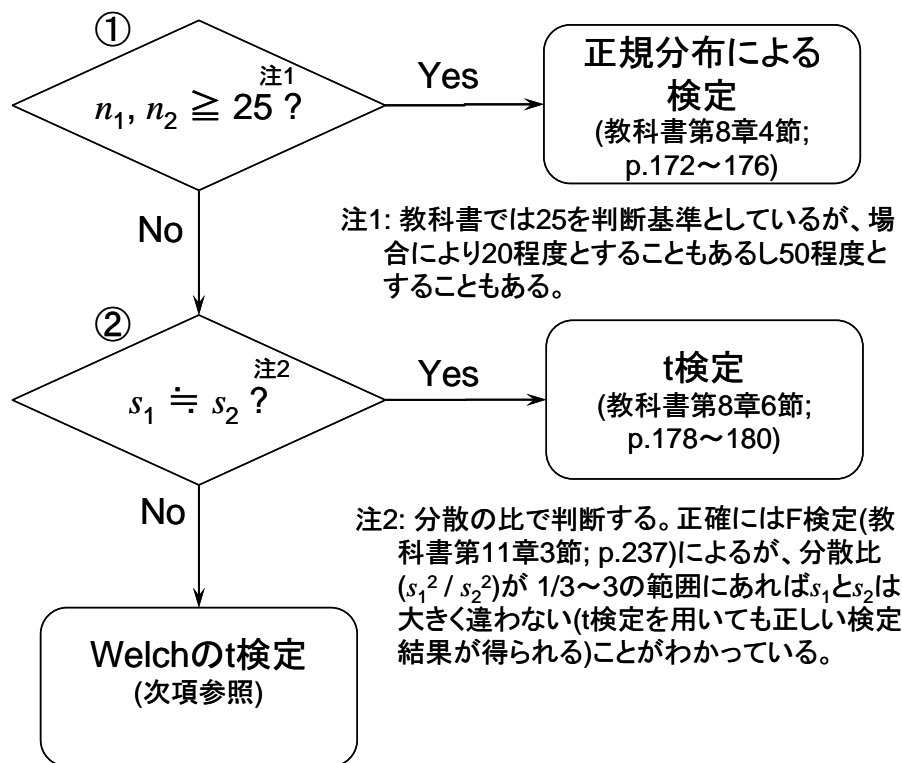 ①
n₁, n₂ ≧ 25 ? 注1
Yes
正規分布による
検定
(教科書第8章4節;
p.172～176)
No
注1: 教科書では25を判断基準としているが、場
合により20程度とすることもあるし50程度と
することもある。
②
s₁ ≒ s₂ ? 注2
Yes
t検定
(教科書第8章6節;
p.178～180)
No
注2: 分散の比で判断する。正確にはF検定(教
科書第11章3節; p.237)によるが、分散比
(s₁² / s₂²)が 1/3～3の範囲にあればs₁とs₂は
大きく違わない(t検定を用いても正しい検定
結果が得られる)ことがわかっている。
Welchのt検定
(次項参照)